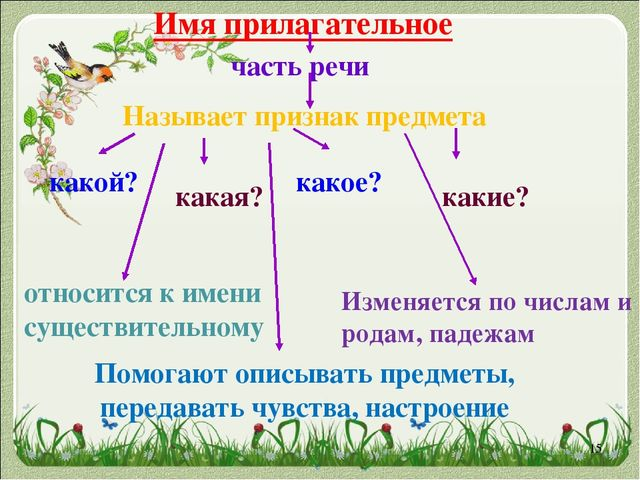 Имя прилагательное
часть речи
Называет признак предмета
какой?
какая?
какое?
какие?
относится к имени
существительному
Изменяется по числам и
родам, падежам
Помогают описывать предметы,
передавать чувства, настроение
15